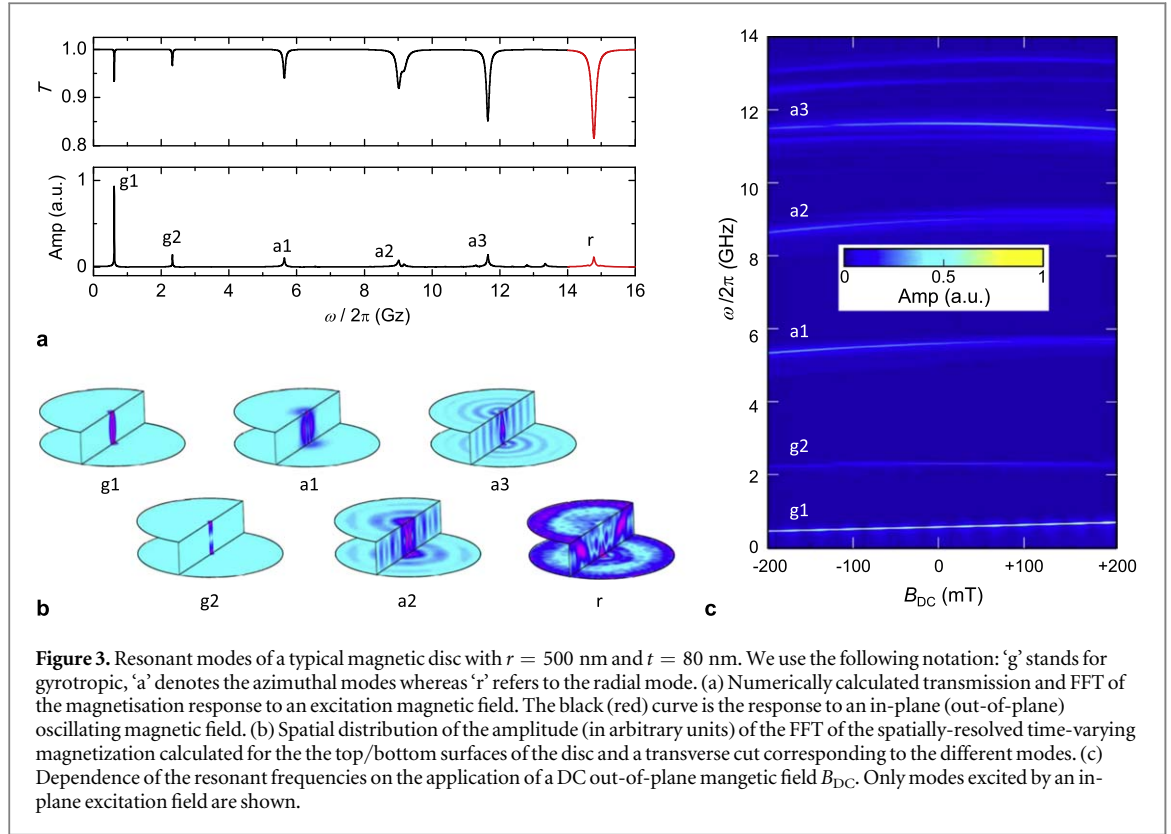 1.0
0.9
0.8
T
1
0
Amp (a.u.)
g1
g2
a1
a2
a3
r
0 2 4 6 8 10 12 14 16
ω / 2π (Gz)
a
g1
a1
a3
g2
a2
r
b
14
12
10
8
6
4
2
0
ω/2π (GHz)
a3
a2
a1
g2
g1
0 0.5 1
Amp (a.u.)
-200 -100 0 +100 +200
B_DC (mT)
c
Figure 3. Resonant modes of a typical magnetic disc with r = 500 nm and t = 80 nm. We use the following notation: ‘g’ stands for
gyrotropic, ‘a’ denotes the azimuthal modes whereas ‘r’ refers to the radial mode. (a) Numerically calculated transmission and FFT of
the magnetisation response to an excitation magnetic field. The black (red) curve is the response to an in-plane (out-of-plane)
oscillating magnetic field. (b) Spatial distribution of the amplitude (in arbitrary units) of the FFT of the spatially-resolved time-varying
magnetization calculated for the the top/bottom surfaces of the disc and a transverse cut corresponding to the different modes. (c)
Dependence of the resonant frequencies on the application of a DC out-of-plane mangetic field B_DC. Only modes excited by an in-
plane excitation field are shown.